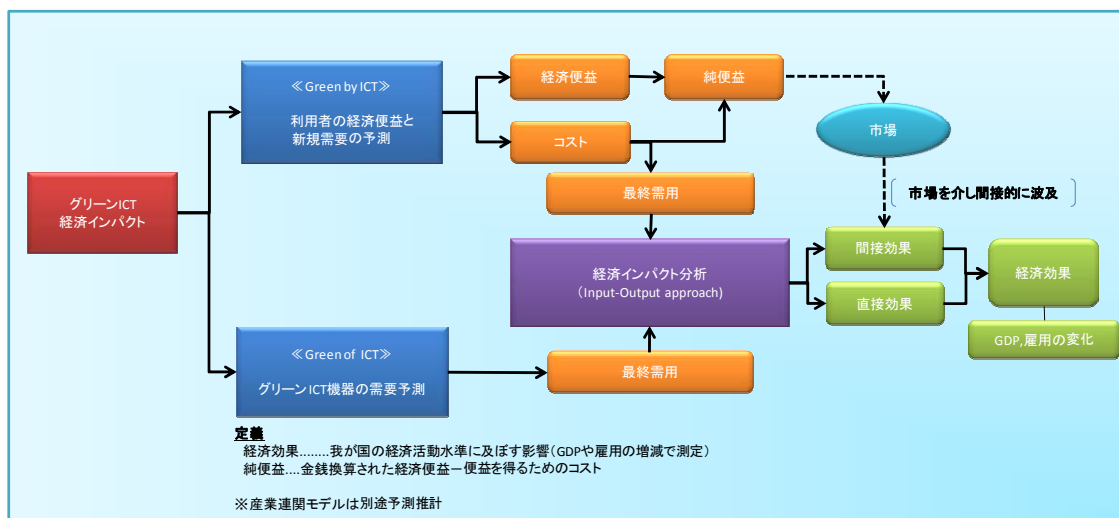 ≪Green by ICT≫
利用者の経済便益と
新規需要の予測
経済便益
純便益
コスト
市場
最終需用
市場を介し間接的に波及
グリーンICT
経済インパクト
経済インパクト分析
（Input-Output approach)
間接効果
直接効果
経済効果
GDP,雇用の変化
≪Green of ICT≫
グリーンICT機器の需要予測
最終需用
定義
経済効果........我が国の経済活動水準に及ぼす影響（GDPや雇用の増減で測定）
純便益....金銭換算された経済便益－便益を得るためのコスト
※産業連関モデルは別途予測推計